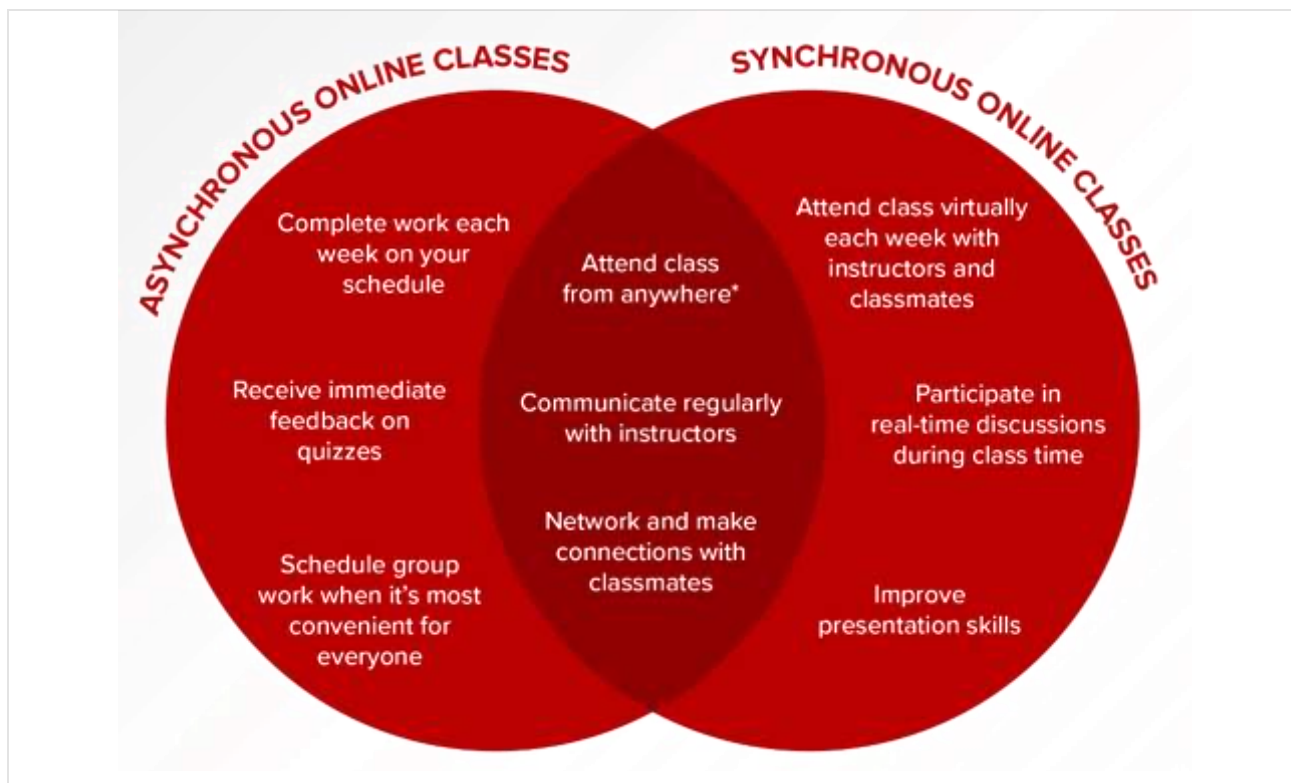 ASYNCHRONOUS ONLINE CLASSES
Complete work each
week on your
schedule
Receive immediate
feedback on
quizzes
Schedule group
work when it's most
convenient for
everyone
Attend class
from anywhere*
Communicate regularly
with instructors
Network and make
connections with
classmates
SYNCHRONOUS ONLINE CLASSES
Attend class virtually
each week with
instructors and
classmates
Participate in
real-time discussions
during class time
Improve
presentation skills